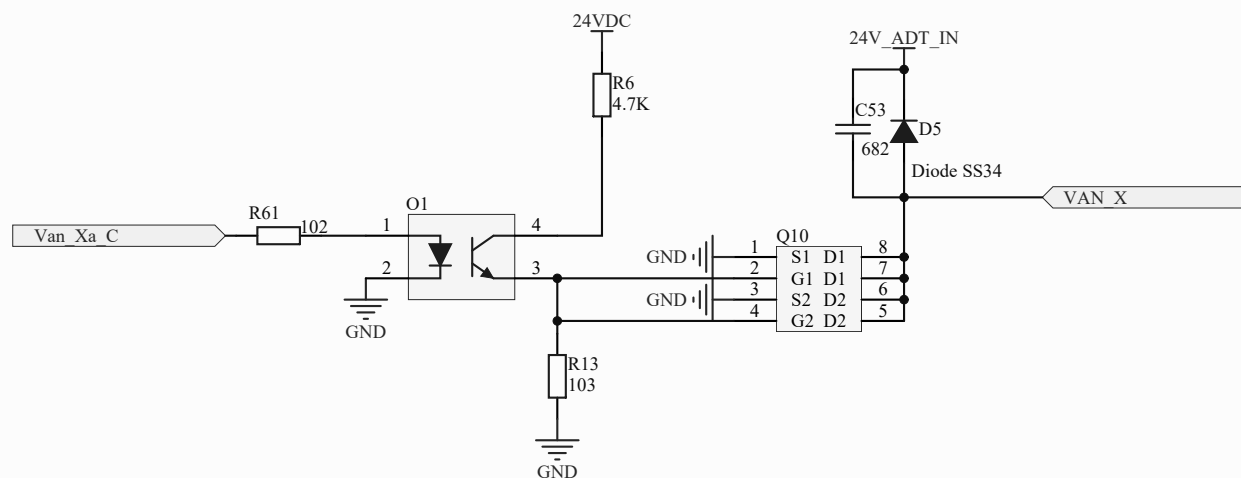 24VDC
24V_ADT_IN
R6
4.7K
C53
D5
682
Diode SS34
VAN_X
Van_Xa_C
R61
102
O1
1
4
2
3
GND
Q10
GND
1
S1 D1
8
2
G1 D1
7
GND
3
S2 D2
6
4
G2 D2
5
R13
103
GND